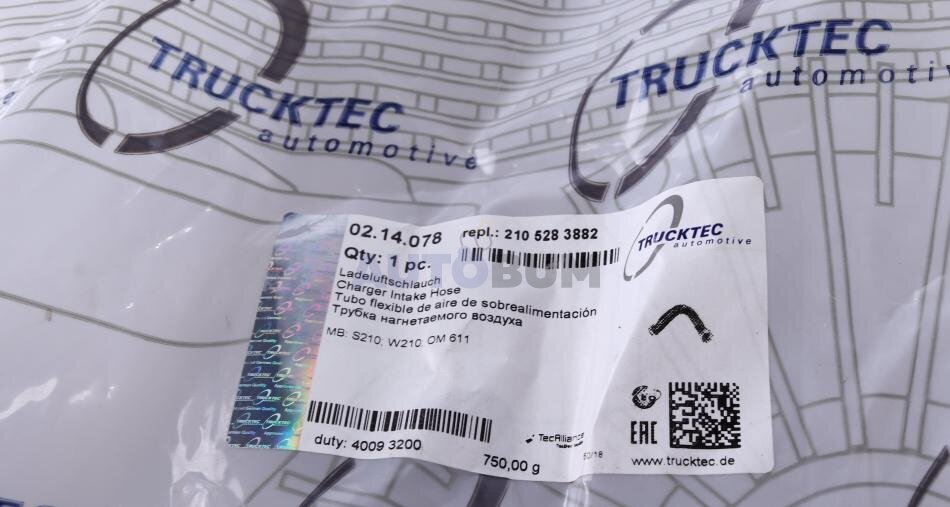 TRUCKTEC
automotive
TRUCKTEC
automotive
02.14.078
repl.: 210 528 3882
Qty: 1 pc.
TRUCKTEC
automotive
AUTOBUM
Ladeluftschlauch
Charger Intake Hose
Tubo flexible de aire de sobrealimentación
Трубка нагнетаемого воздуха
MB: S210; W210; OM 611
duty: 4009 3200
750,00 g
TecAlliance
EAC
www.trucktec.de